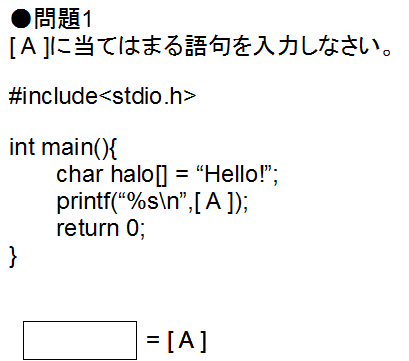 ●問題1
[ A ]に当てはまる語句を入力しなさい。
#include<stdio.h>
int main(){
char halo[] = “Hello!”;
printf(“%s\n”,[ A ]);
return 0;
}
= [ A ]